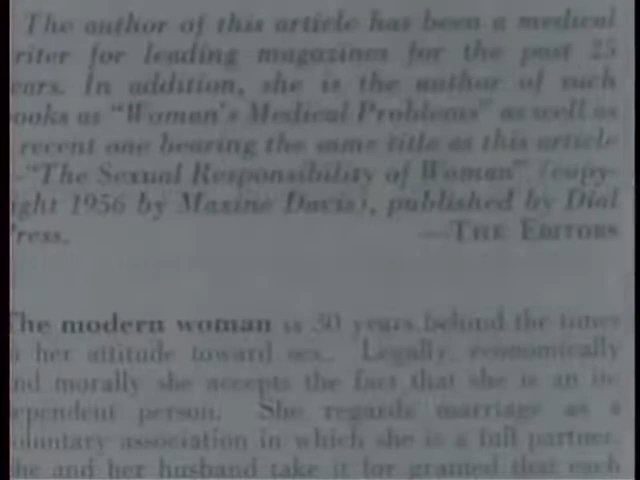 The author of this article has been a medical
riter for leading magazines for the past 25
ears. In addition, she is the author of such
ooks as "Woman's Medical Problems" as well as
recent one bearing the same title as this article
-"The Sexual Responsibility of Woman" (copy-
ight 1956 by Maxine Davis), published by Dial
ress.
—THE EDITORS
The modern woman is 50 years behind the times
her attitude toward sex. Legally, economically
nd morally she accepts the fact that she is an in-
ependent person. She regards marriage as a
oluntary association in which she is a full partner.
he and her husband take it for granted that each